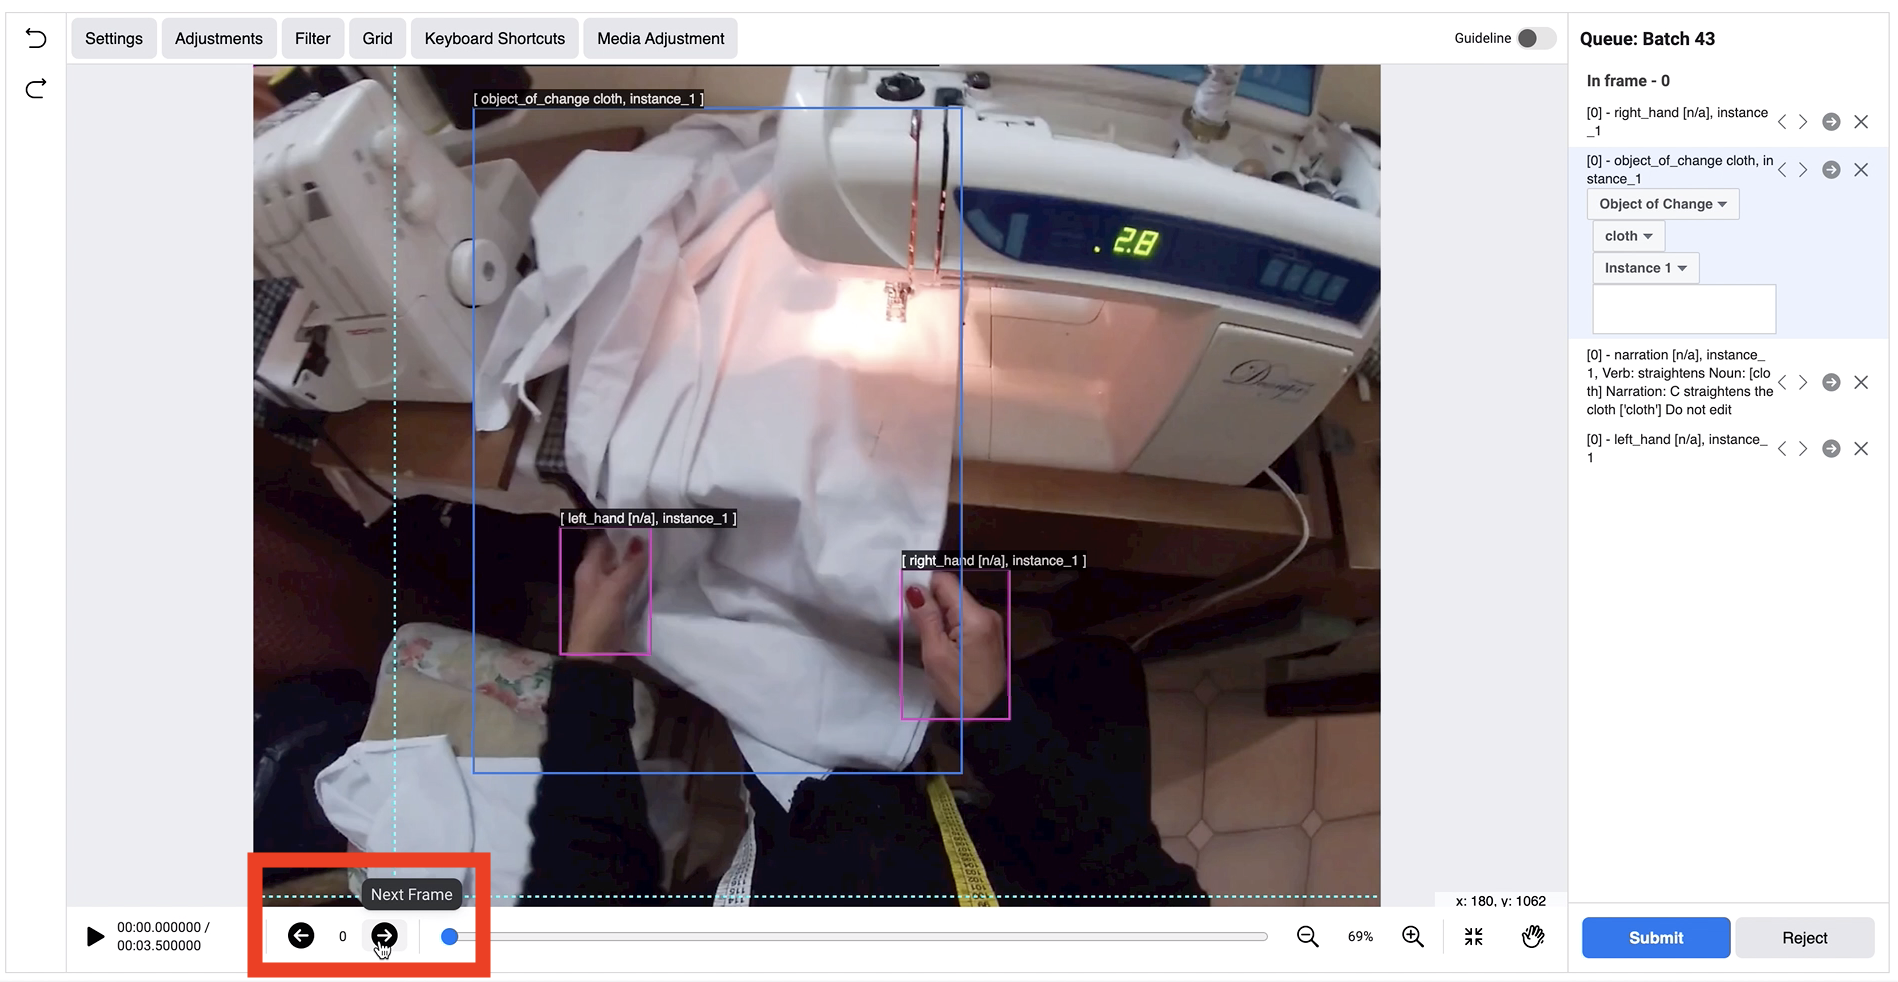 Settings
Adjustments
Filter
Grid
Keyboard Shortcuts
Media Adjustment
Guideline
Queue: Batch 43
In frame - 0
[0] - right_hand [n/a], instance
_1
[0] - object_of_change cloth, in
stance_1
Object of Change
cloth
Instance 1
[0] - narration [n/a], instance_
1, Verb: straightens Noun: [clo
th] Narration: C straightens the
cloth ['cloth'] Do not edit
[0] - left_hand [n/a], instance_
1
[ object_of_change cloth, instance_1 ]
. 2.8
[ left_hand [n/a], instance_1 ]
[ right_hand [n/a], instance_1 ]
Next Frame
x: 180, y: 1062
00:00.000000 /
00:03.500000
0
69%
Submit
Reject